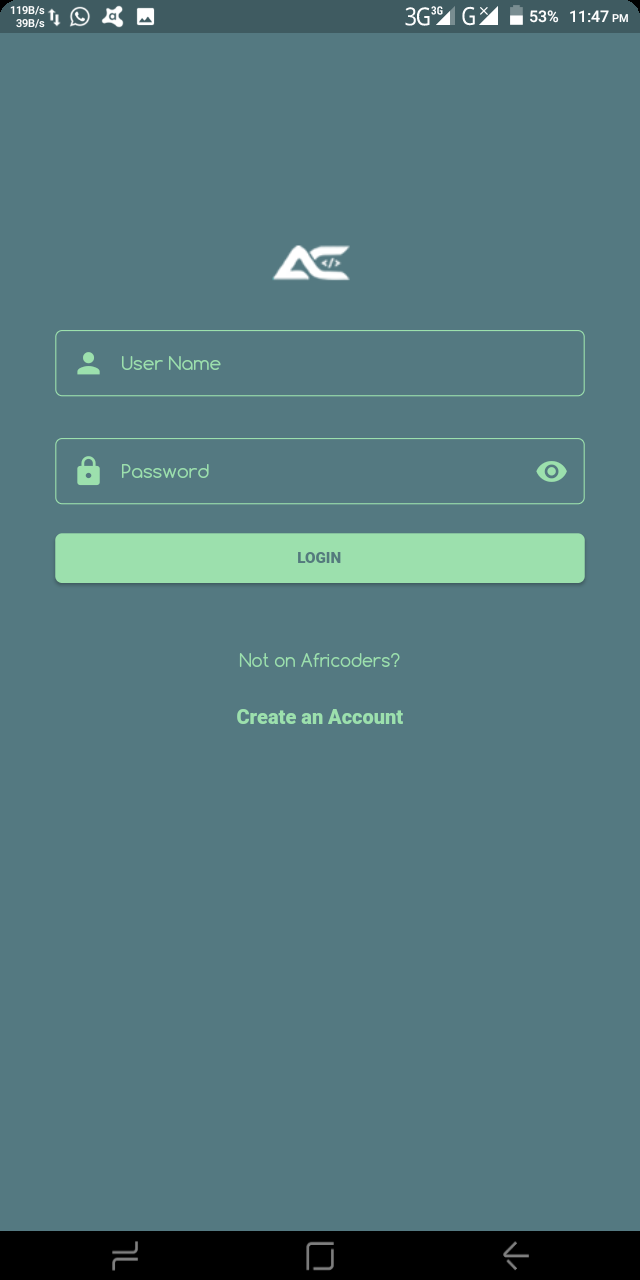 119B/s
39B/s
3G 3G G 53% 11:47 PM
AC
</>
User Name
Password
LOGIN
Not on Africoders?
Create an Account